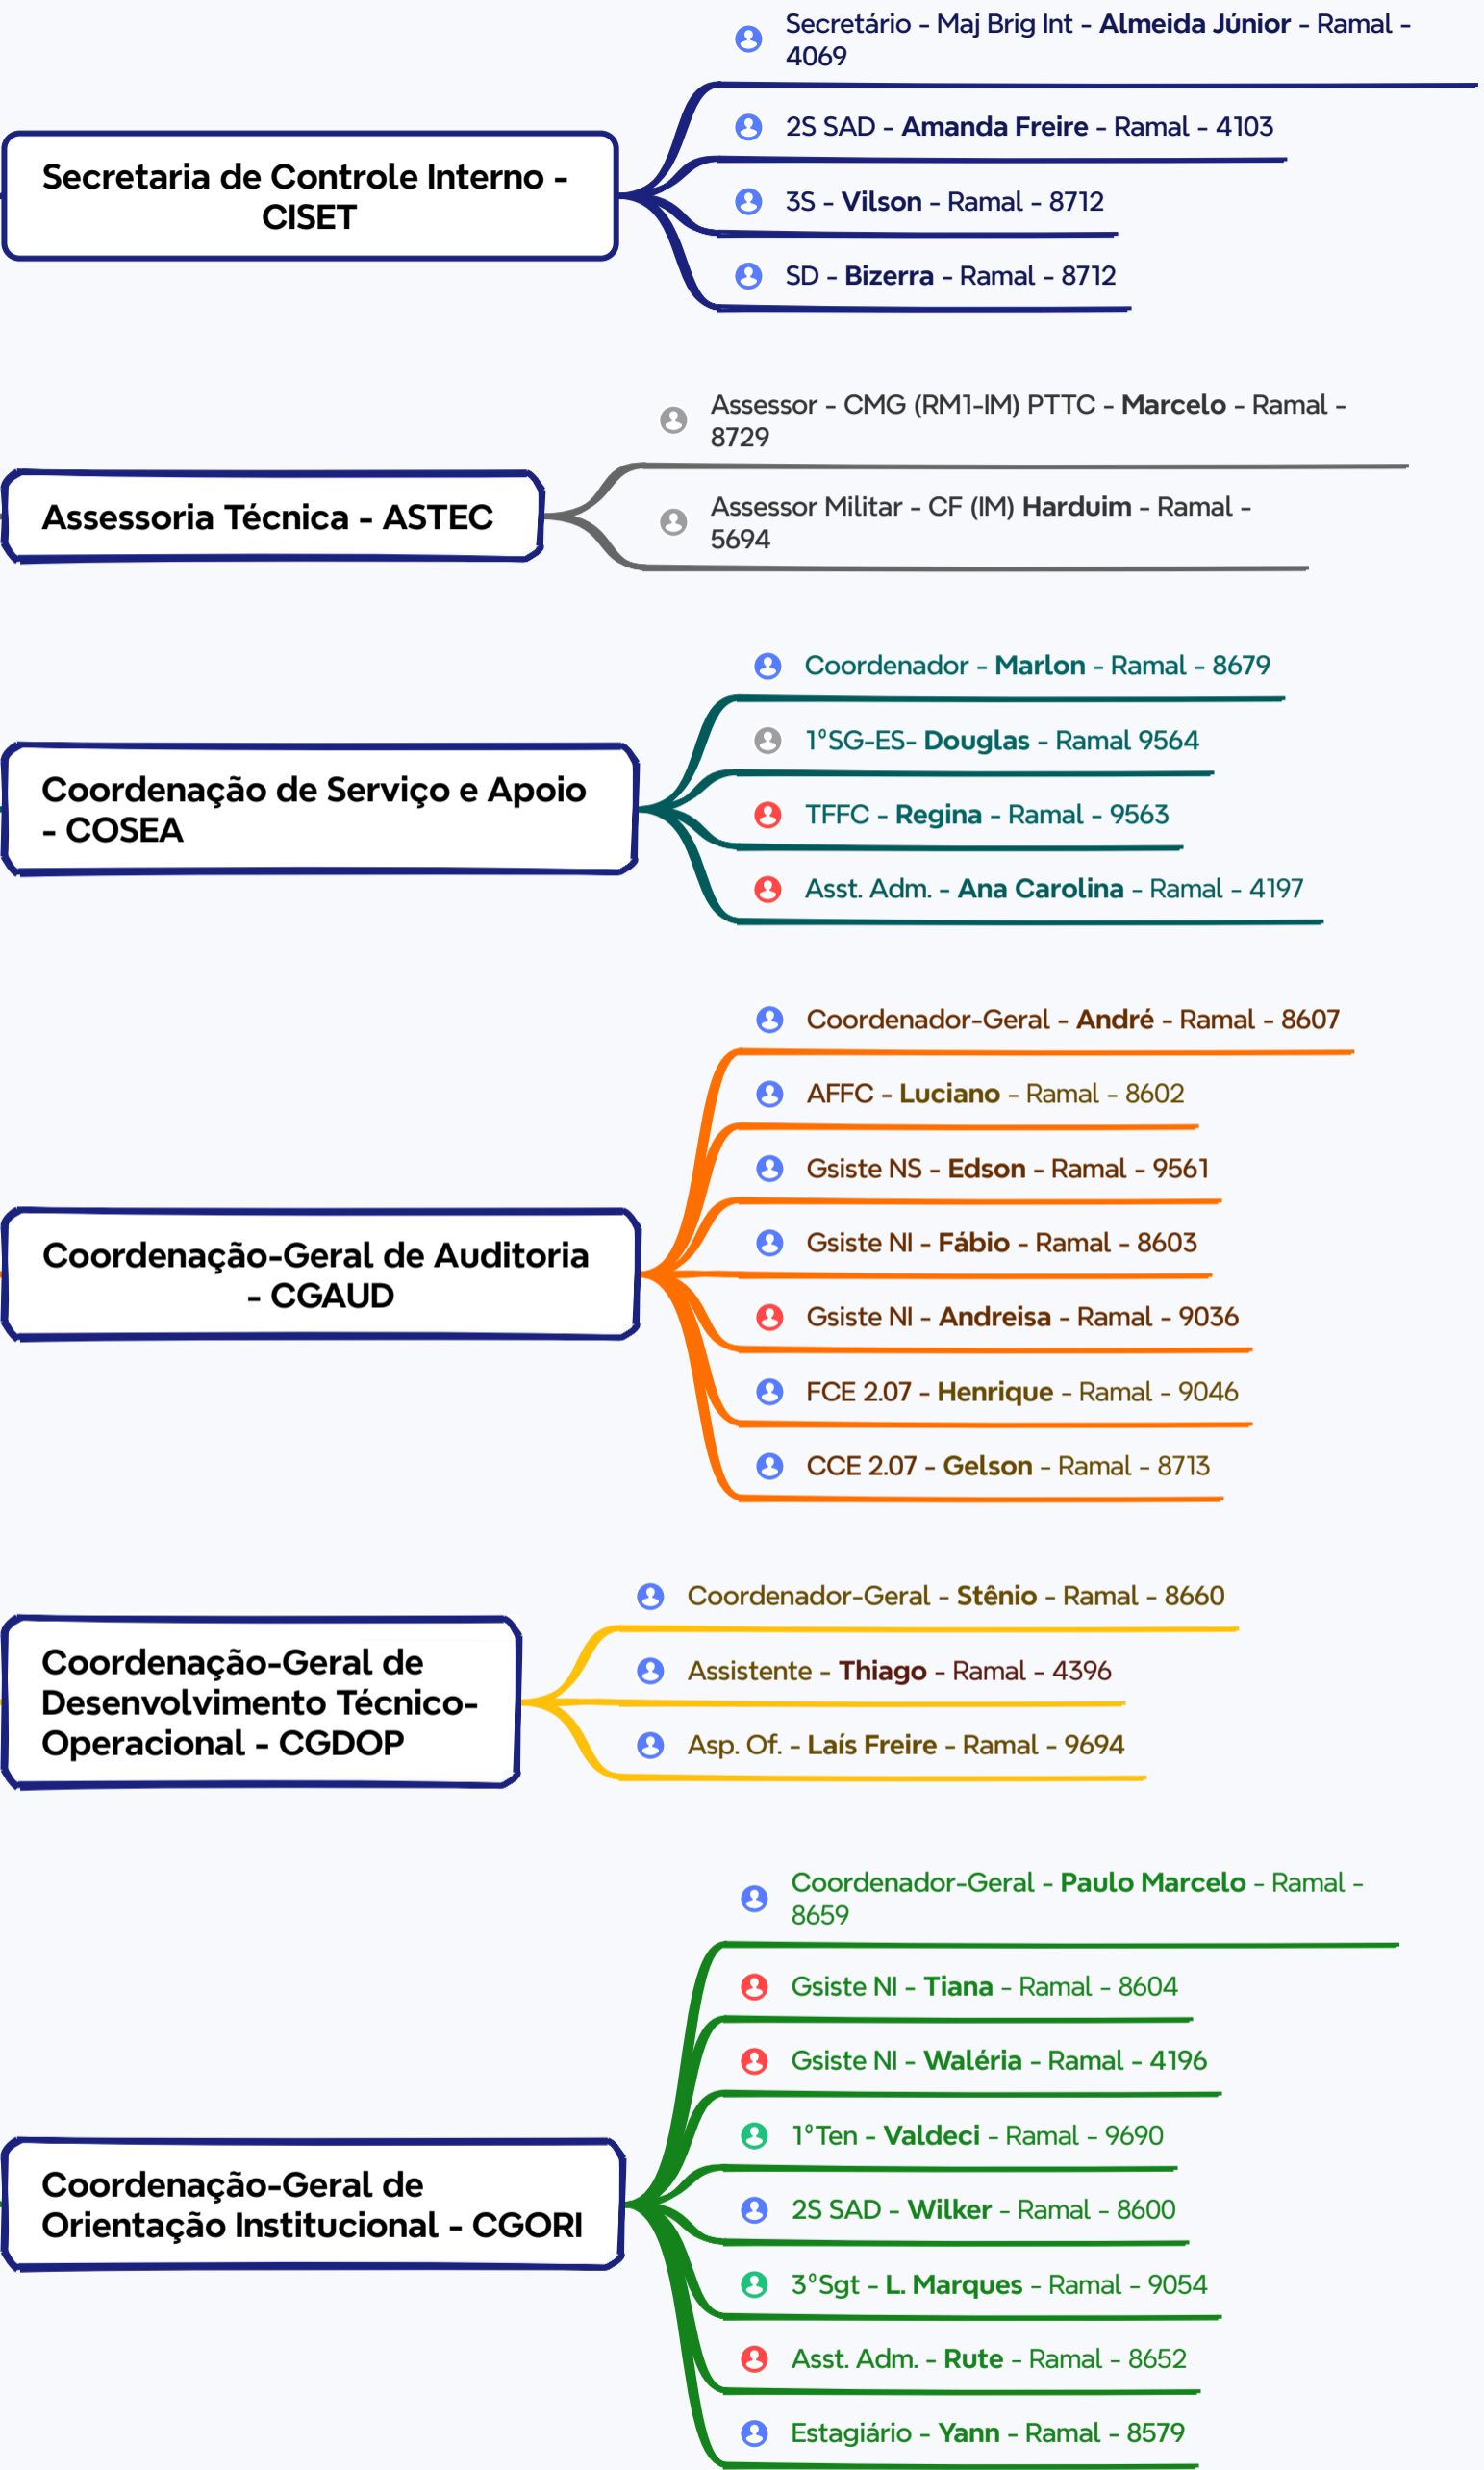 Secretaria de Controle Interno -
CISET
Secretário - Maj Brig Int - Almeida Júnior - Ramal -
4069
2S SAD - Amanda Freire - Ramal - 4103
3S - Vilson - Ramal - 8712
SD - Bizerra - Ramal - 8712
Assessoria Técnica - ASTEC
Assessor - CMG (RM1-IM) PTTC - Marcelo - Ramal -
8729
Assessor Militar - CF (IM) Harduim - Ramal -
5694
Coordenação de Serviço e Apoio
- COSEA
Coordenador - Marlon - Ramal - 8679
1°SG-ES- Douglas - Ramal 9564
TFFC - Regina - Ramal - 9563
Asst. Adm. - Ana Carolina - Ramal - 4197
Coordenação-Geral de Auditoria
- CGAUD
Coordenador-Geral - André - Ramal - 8607
AFFC - Luciano - Ramal - 8602
Gsiste NS - Edson - Ramal - 9561
Gsiste NI - Fábio - Ramal - 8603
Gsiste NI - Andreisa - Ramal - 9036
FCE 2.07 - Henrique - Ramal - 9046
CCE 2.07 - Gelson - Ramal - 8713
Coordenação-Geral de
Desenvolvimento Técnico-
Operacional - CGDOP
Coordenador-Geral - Stênio - Ramal - 8660
Assistente - Thiago - Ramal - 4396
Asp. Of. - Laís Freire - Ramal - 9694
Coordenação-Geral de
Orientação Institucional - CGORI
Coordenador-Geral - Paulo Marcelo - Ramal -
8659
Gsiste NI - Tiana - Ramal - 8604
Gsiste NI - Waléria - Ramal - 4196
1°Ten - Valdeci - Ramal - 9690
2S SAD - Wilker - Ramal - 8600
3°Sgt - L. Marques - Ramal - 9054
Asst. Adm. - Rute - Ramal - 8652
Estagiário - Yann - Ramal - 8579